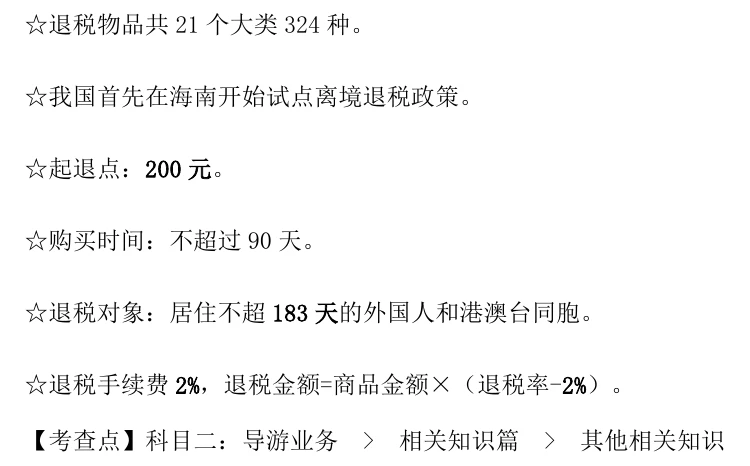 ☆退税物品共 21 个大类 324 种。
☆我国首先在海南开始试点离境退税政策。
☆起退点：200 元。
☆购买时间：不超过 90 天。
☆退税对象：居住不超 183 天的外国人和港澳台同胞。
☆退税手续费 2%，退税金额=商品金额×（退税率-2%）。
【考查点】科目二：导游业务 > 相关知识篇 > 其他相关知识